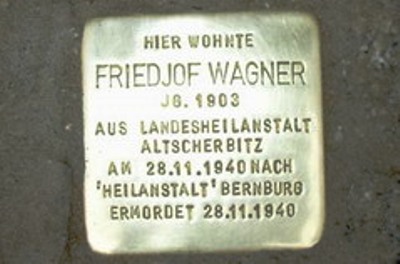 HIER WOHNTE
FRIEDJOF WAGNER
JG. 1903
AUS LANDESHEILANSTALT
ALTSCHERBITZ
AM 28.11.1940 NACH
'HEILANSTALT' BERNBURG
ERMORDET 28.11.1940